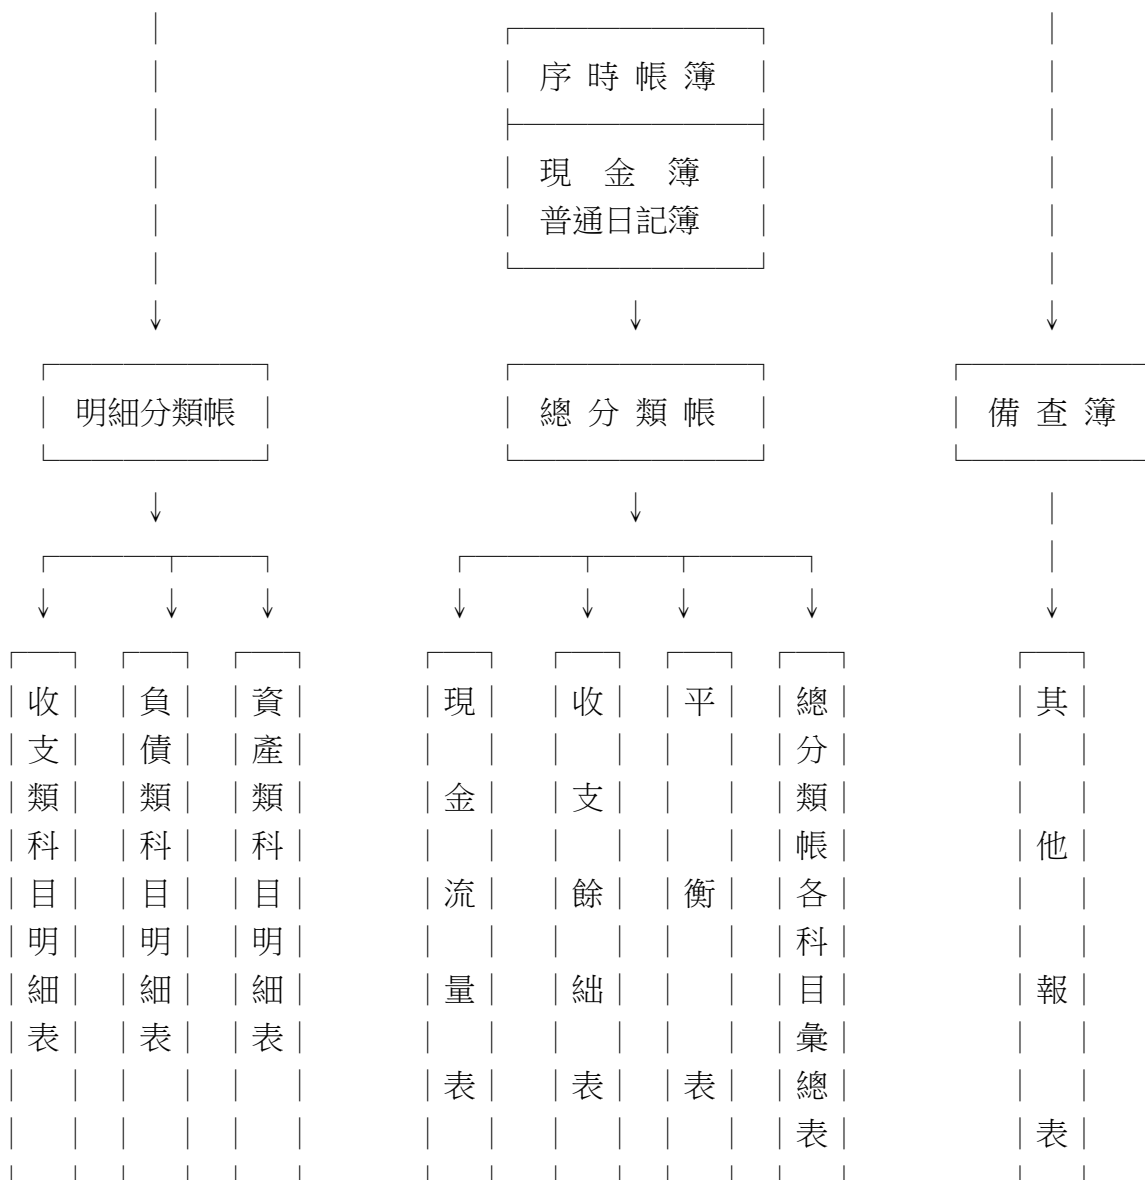 序時帳簿
現金簿
普通日記簿
明細分類帳
總分類帳
備查簿
收支類科目明細表
負債類科目明細表
資產類科目明細表
現金流量表
收支餘絀表
平衡表
總分類帳各科目彙總表
其他報表